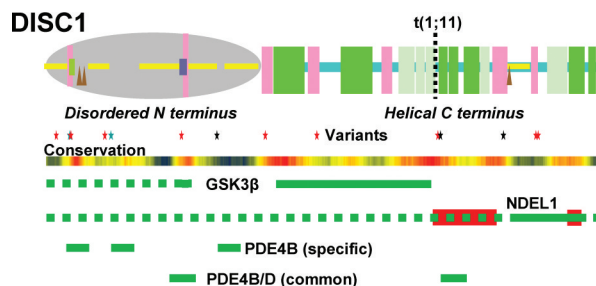 DISC1
t(1;11)
Disordered N terminus
Helical C terminus
Variants
Conservation
GSK3β
NDEL1
PDE4B (specific)
PDE4B/D (common)